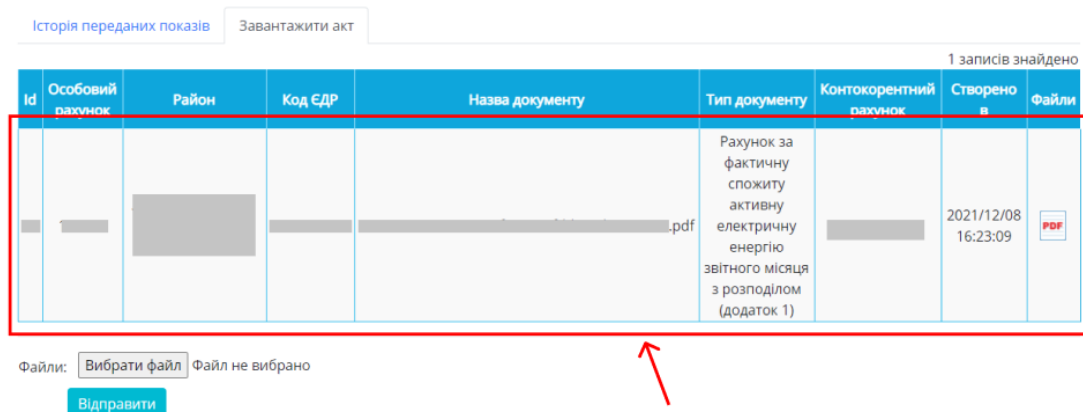 Історія переданих показів Завантажити акт
1 записів знайдено
Id Особовий рахунок Район Код ЄДР Назва документу Тип документу Контокорентний рахунок Створено в Файли
Рахунок за
фактичну
спожиту
активну
.pdf електричну
енергію
звітного місяця
з розподілом
(додаток 1)
2021/12/08
16:23:09
PDF
Файли: Вибрати файл Файл не вибрано
Відправити